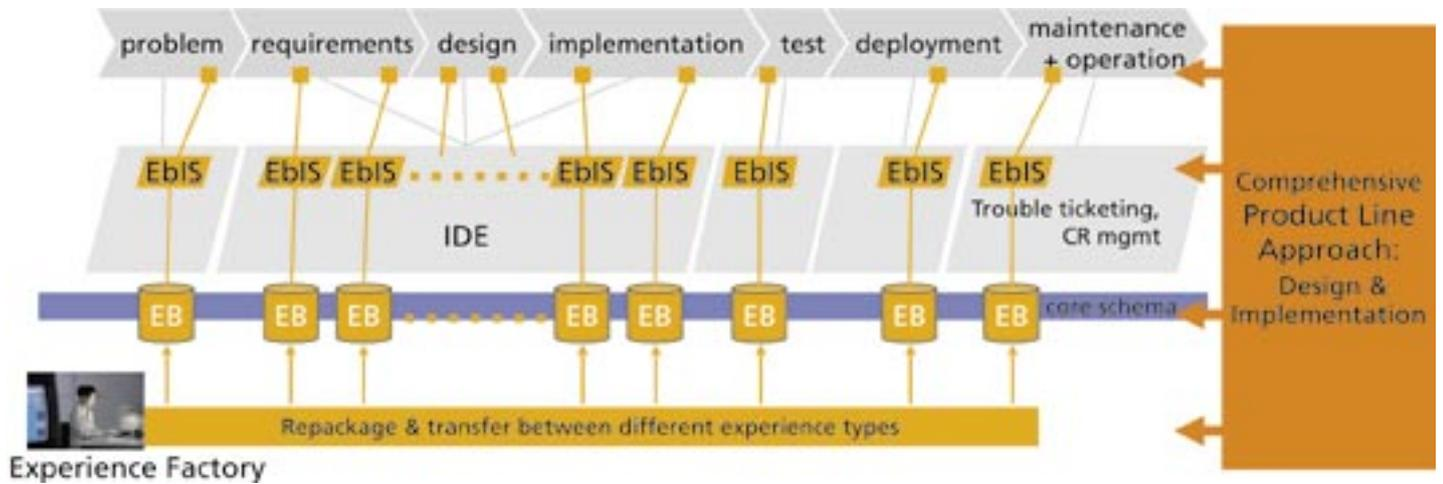 problem requirements design implementation test deployment maintenance
+ operation
EbIS EbIS EbIS EbIS EbIS EbIS EbIS EbIS
IDE
Trouble ticketing,
CR mgmt
EB EB EB EB EB EB EB EB
core schema
Repackage & transfer between different experience types
Experience Factory
Comprehensive
Product Line
Approach:
Design &
Implementation